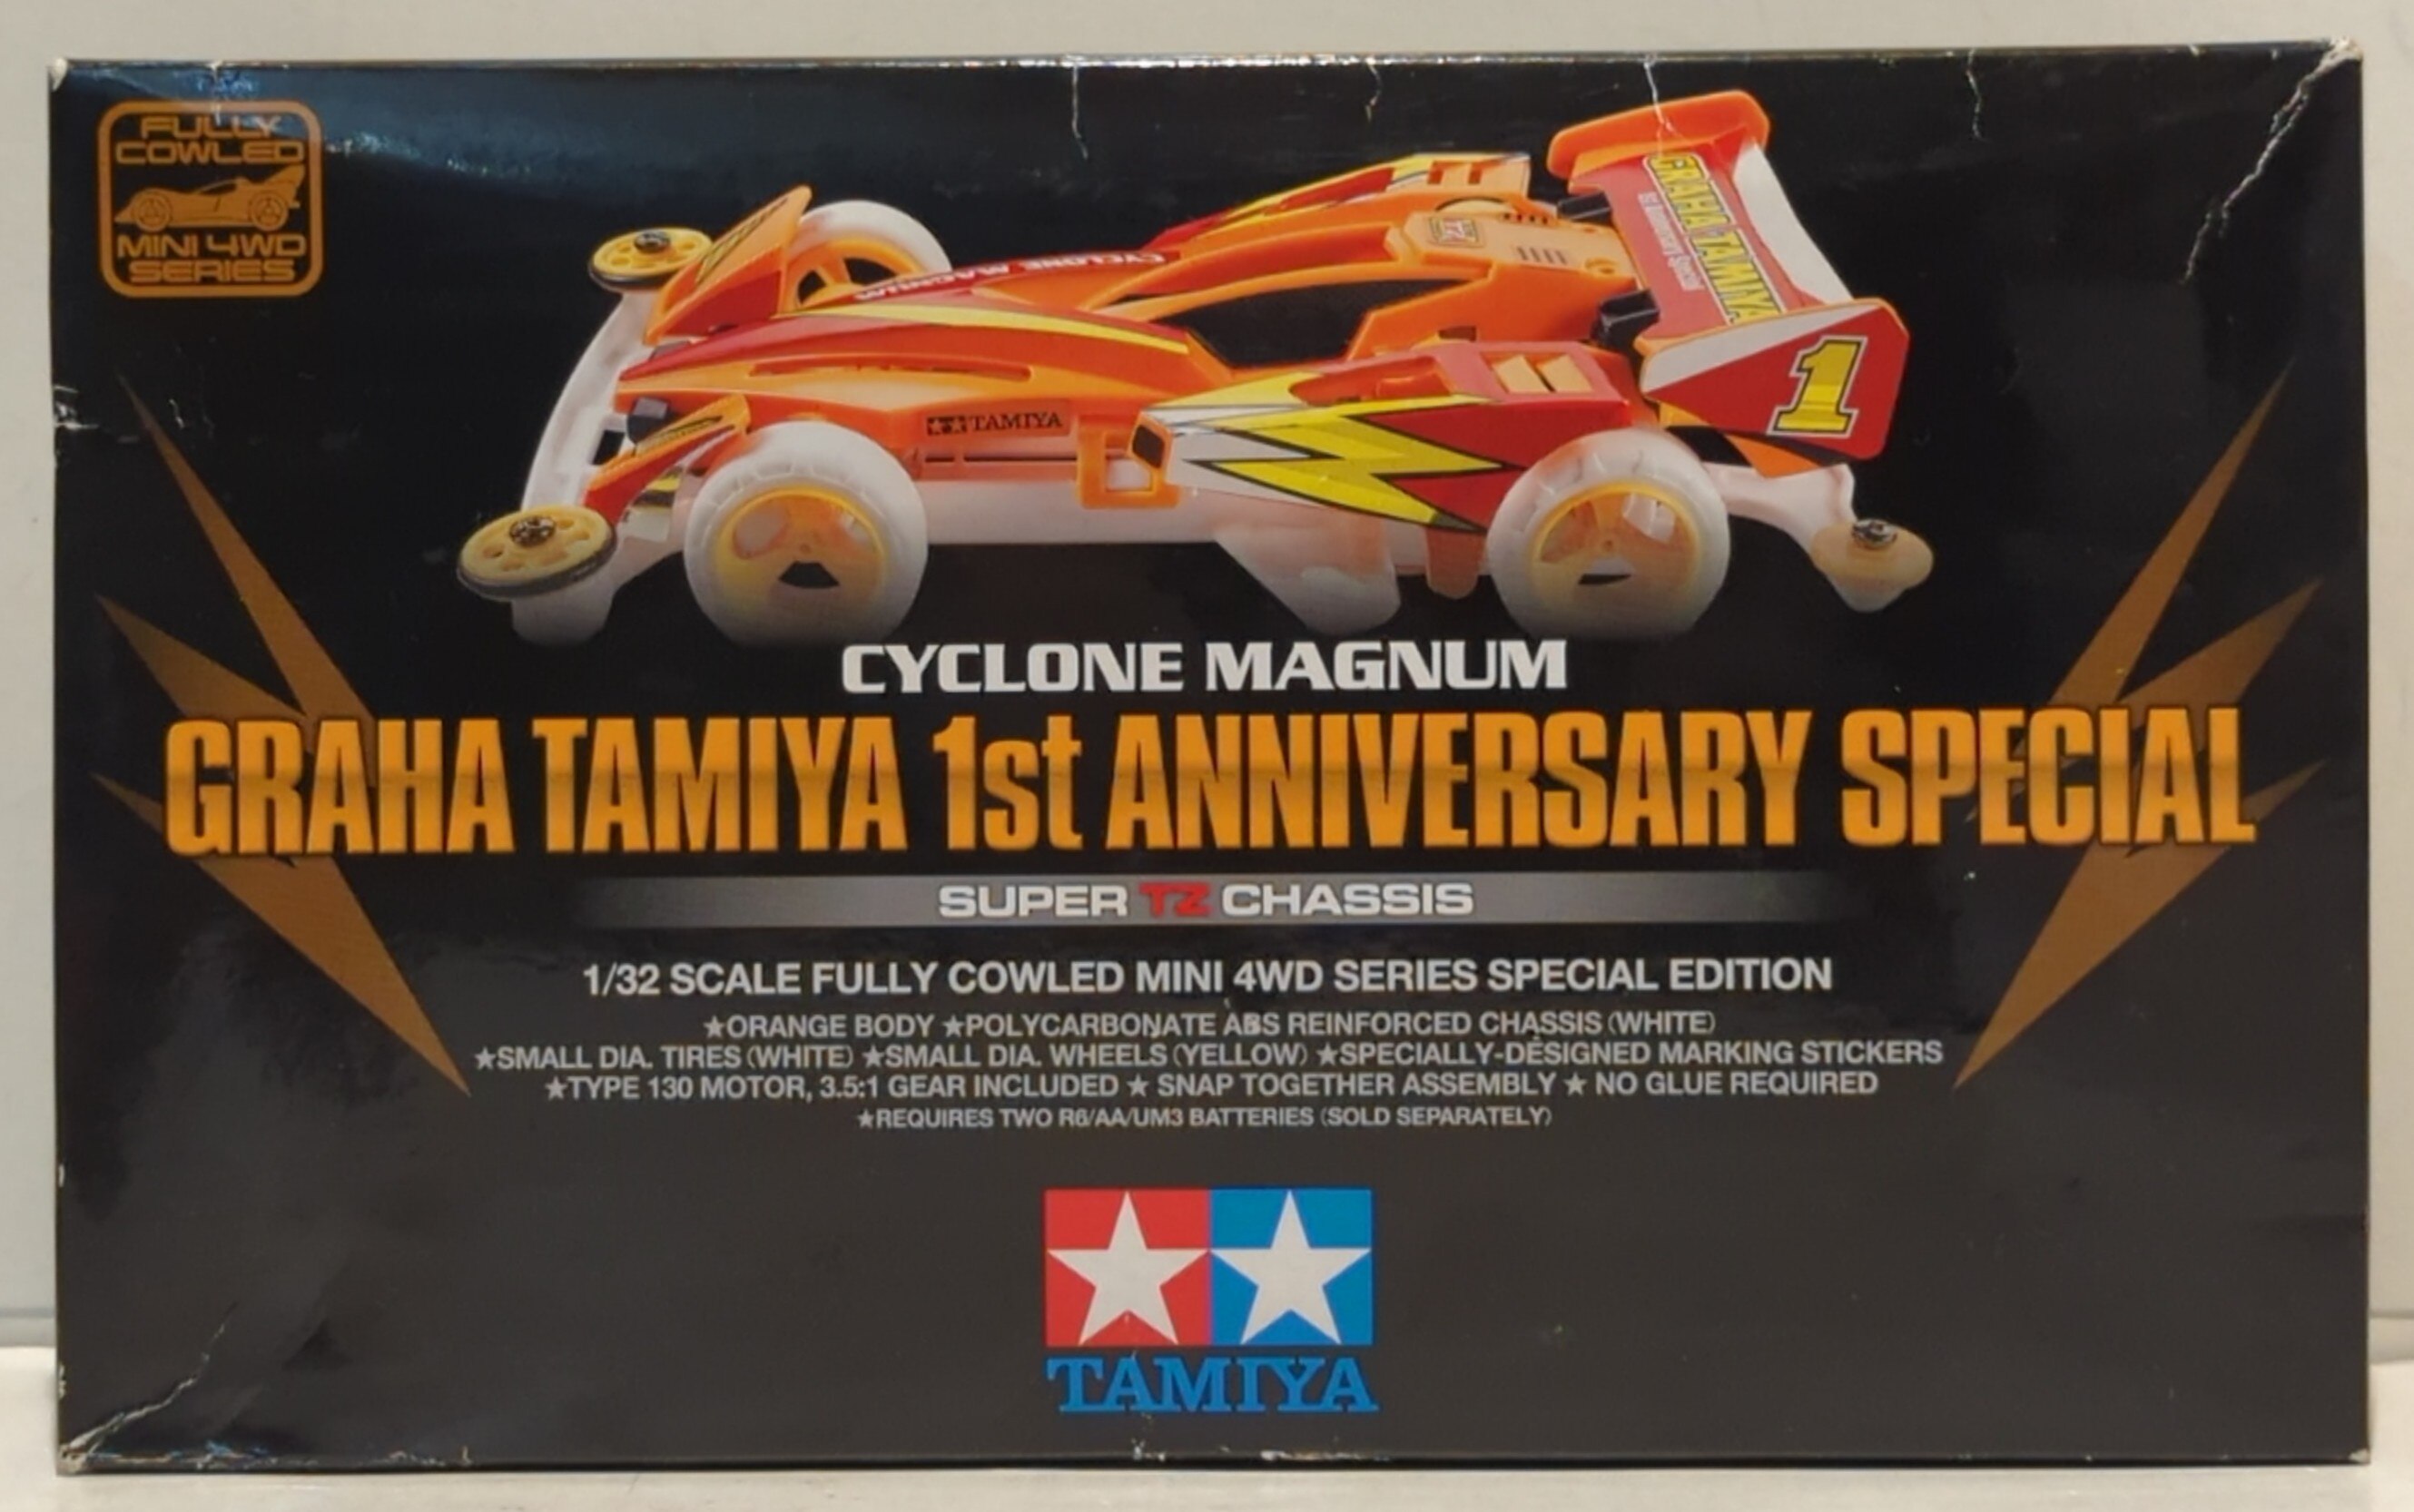 FULLY
COWLED
MINI 4WD
SERIES
GRAHA TAMIYA
1st Anniversary Special
CYCLONE MAGNUM
TAMIYA
1
CYCLONE MAGNUM
GRAHA TAMIYA 1st ANNIVERSARY SPECIAL
SUPER TZ CHASSIS
1/32 SCALE FULLY COWLED MINI 4WD SERIES SPECIAL EDITION
★ORANGE BODY ★POLYCARBONATE ABS REINFORCED CHASSIS (WHITE)
★SMALL DIA. TIRES (WHITE) ★SMALL DIA. WHEELS (YELLOW) ★SPECIALLY-DESIGNED MARKING STICKERS
★TYPE 130 MOTOR, 3.5:1 GEAR INCLUDED ★ SNAP TOGETHER ASSEMBLY ★ NO GLUE REQUIRED
★REQUIRES TWO R6/AA/UM3 BATTERIES (SOLD SEPARATELY)
TAMIYA